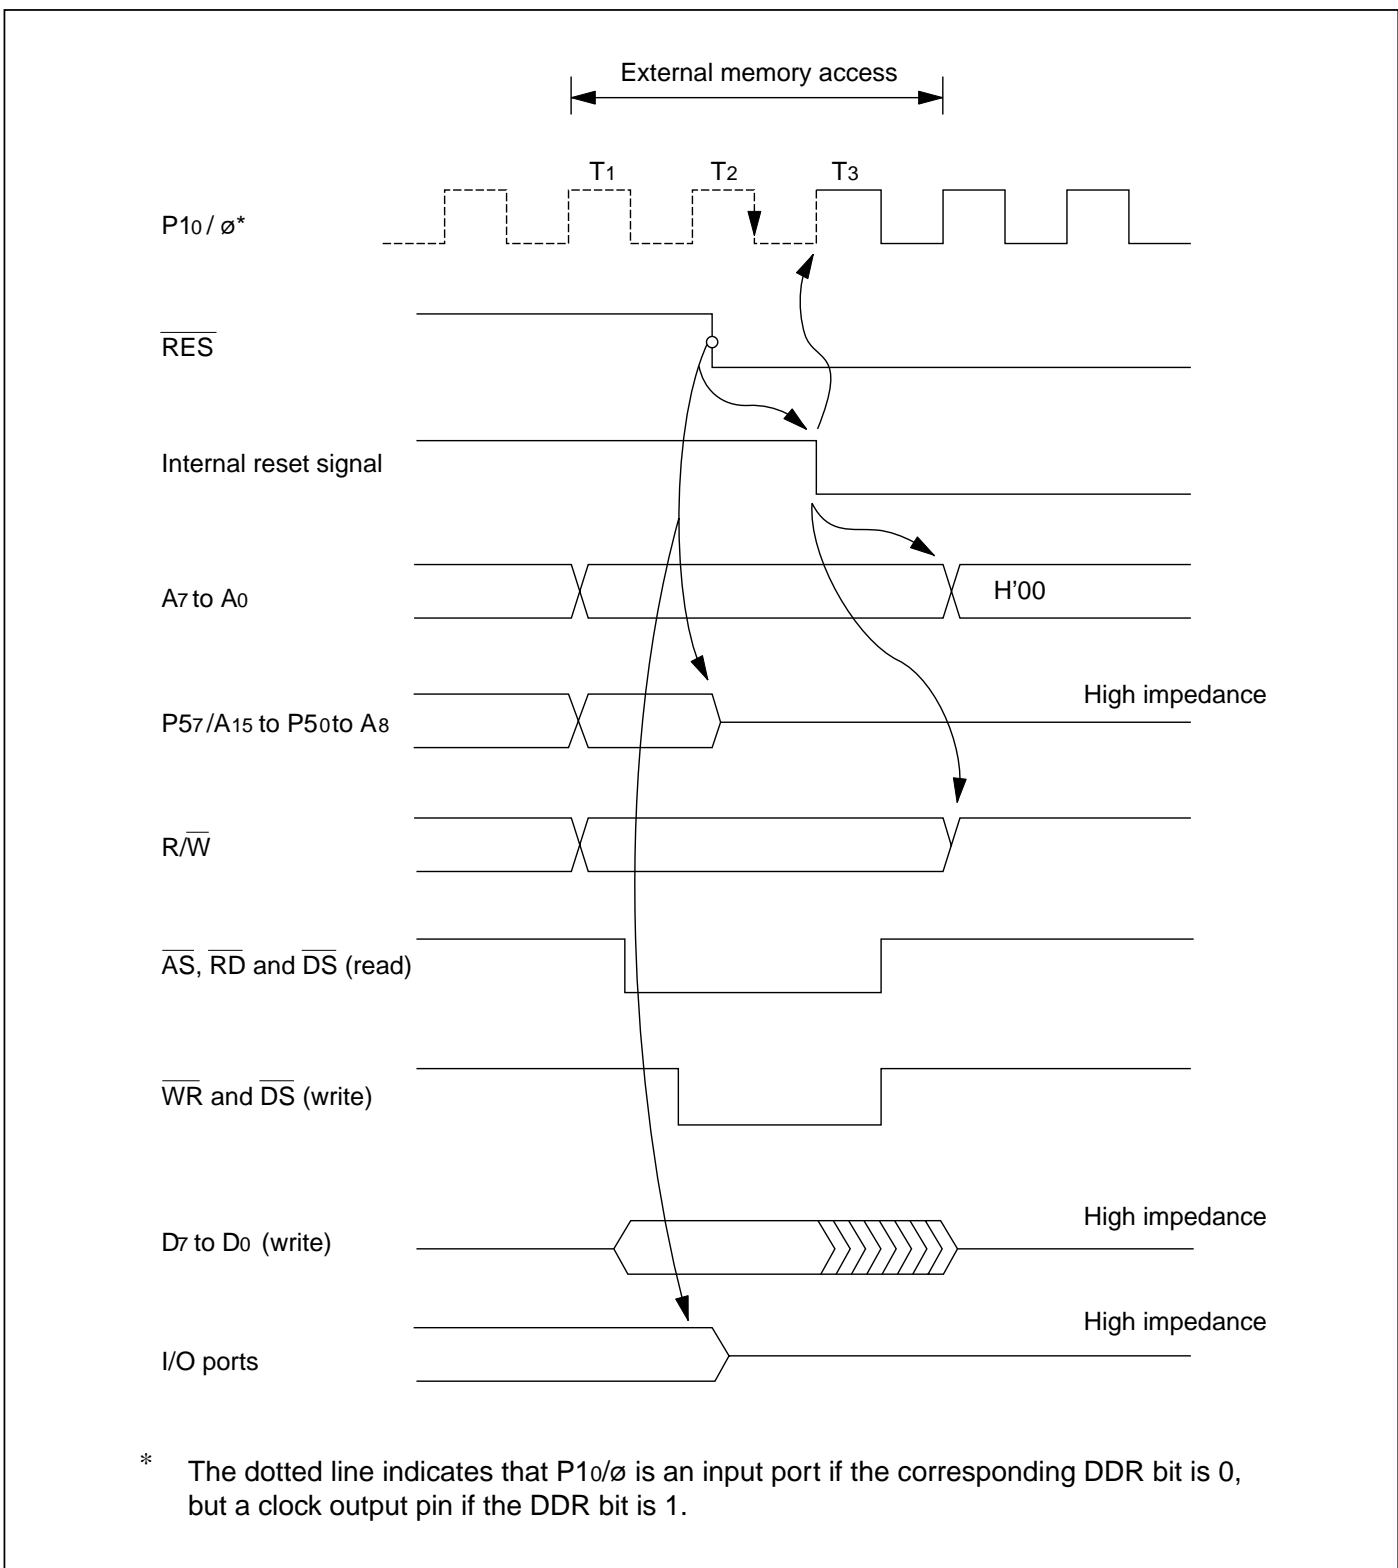 External memory access
T1 T2 T3
P10 / ø*
RES
Internal reset signal
A7 to A0
H’00
High impedance
P57 /A15 to P50to A8
R/W
AS, RD and DS (read)
WR and DS (write)
High impedance
D7 to D0 (write)
High impedance
I/O ports
* The dotted line indicates that P10/ø is an input port if the corresponding DDR bit is 0,
but a clock output pin if the DDR bit is 1.